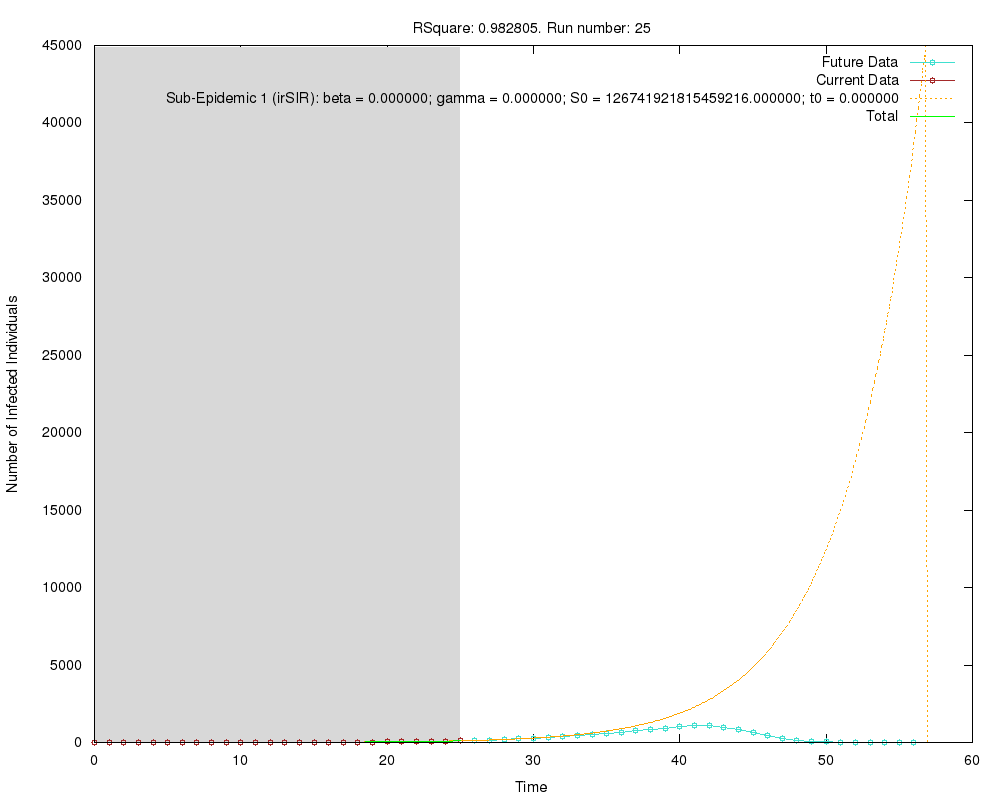 RSquare: 0.982805. Run number: 25
45000
Future Data
Current Data
Sub-Epidemic 1 (irSIR): beta = 0.000000; gamma = 0.000000; S0 = 126741921815459216.000000; t0 = 0.000000
Total
40000
35000
30000
25000
20000
15000
10000
5000
0
Number of Infected Individuals
0 10 20 30 40 50 60
Time